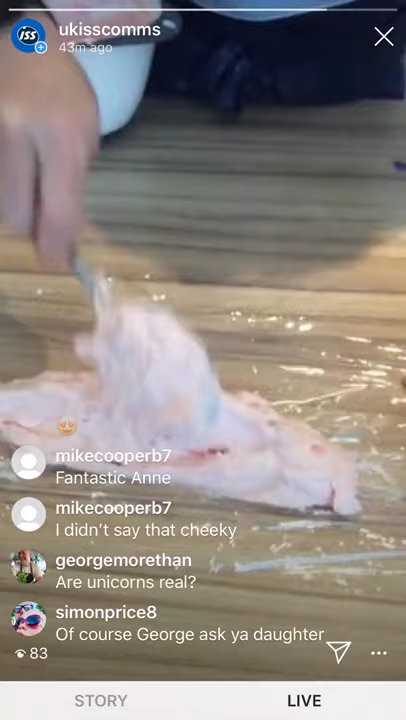 iss
ukisscomms
43m ago
😍
mikecooperb7
Fantastic Anne
mikecooperb7
I didn't say that cheeky
georgemorethan
Are unicorns real?
simonprice8
Of course George ask ya daughter
83
STORY
LIVE